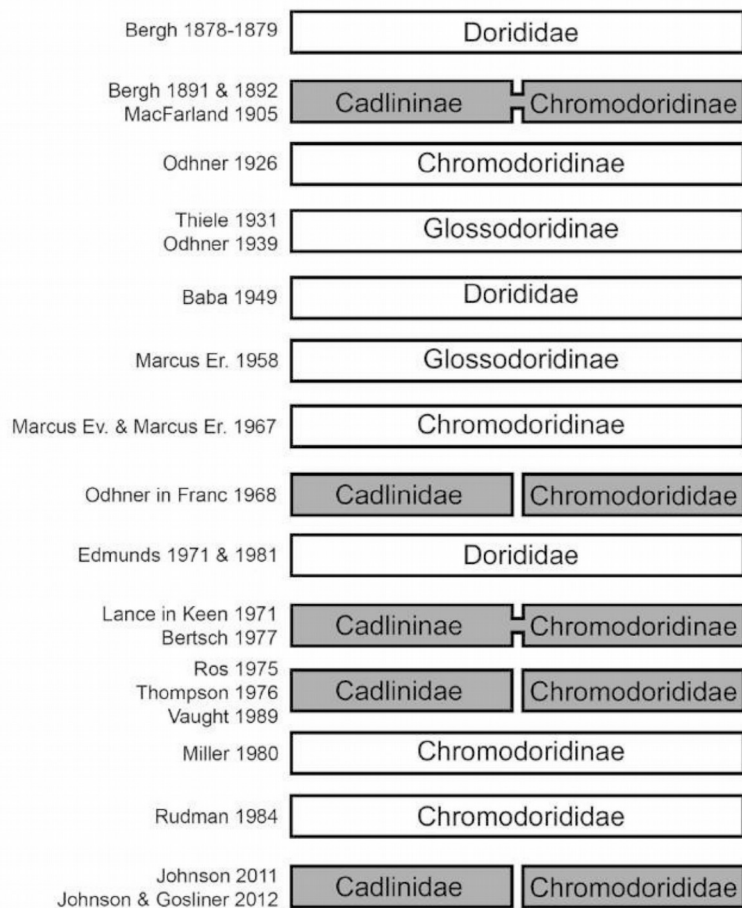 Bergh 1878-1879 Dorididae
Bergh 1891 & 1892
MacFarland 1905
Cadlininae Chromodoridinae
Odhner 1926 Chromodoridinae
Thiele 1931
Odhner 1939
Glossodoridinae
Baba 1949 Dorididae
Marcus Er. 1958 Glossodoridinae
Marcus Ev. & Marcus Er. 1967 Chromodoridinae
Odhner in Franc 1968 Cadlinidae Chromodorididae
Edmunds 1971 & 1981 Dorididae
Lance in Keen 1971
Bertsch 1977
Cadlininae Chromodoridinae
Ros 1975
Thompson 1976
Vaught 1989
Cadlinidae Chromodorididae
Miller 1980 Chromodoridinae
Rudman 1984 Chromodorididae
Johnson 2011
Johnson & Gosliner 2012
Cadlinidae Chromodorididae